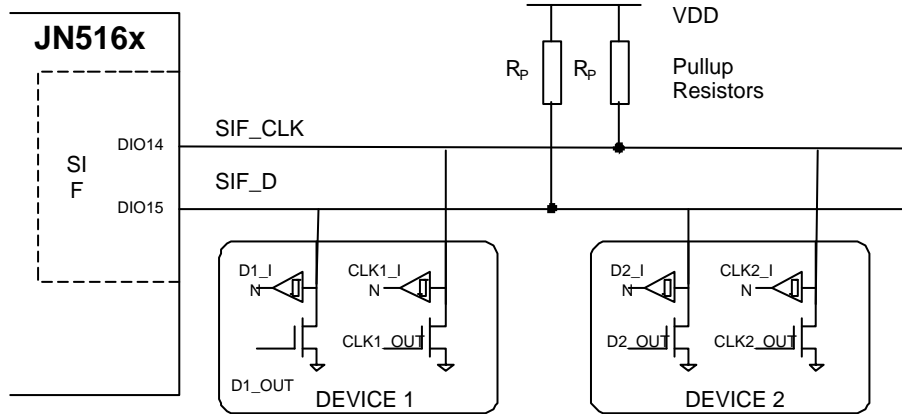 VDD
JN516x
RP RP
Pullup
Resistors
SIF_CLK
DIO14
SI
F
SIF_D
DIO15
D1_I
N
CLK1_I
N
D2_I
N
CLK2_I
N
CLK1_OUT
D2_OUT
CLK2_OUT
D1_OUT
DEVICE 1
DEVICE 2